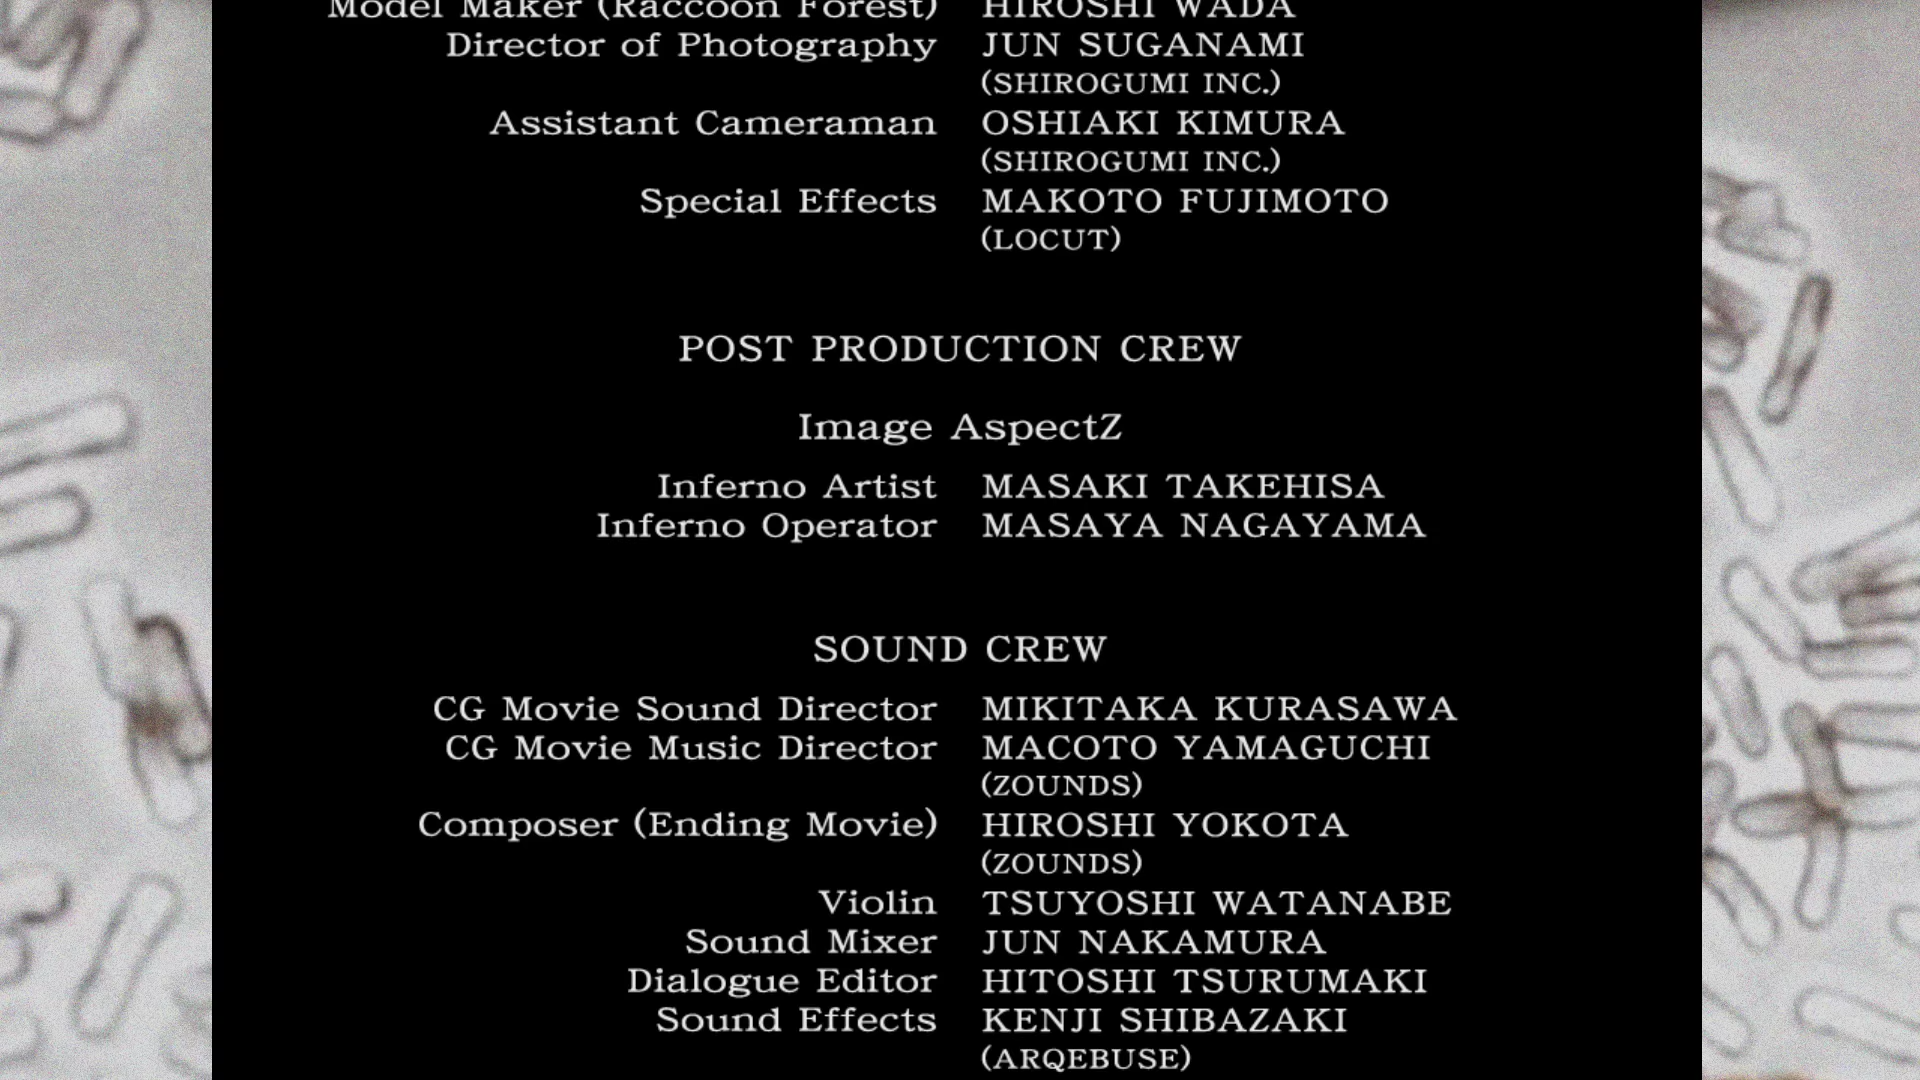 Model Maker (Raccoon Forest) HIROSHI WADA
Director of Photography JUN SUGANAMI
(SHIROGUMI INC.)
Assistant Cameraman OSHIAKI KIMURA
(SHIROGUMI INC.)
Special Effects MAKOTO FUJIMOTO
(LOCUT)
POST PRODUCTION CREW
Image AspectZ
Inferno Artist MASAKI TAKEHISA
Inferno Operator MASAYA NAGAYAMA
SOUND CREW
CG Movie Sound Director MIKITAKA KURASAWA
CG Movie Music Director MACOTO YAMAGUCHI
(ZOUNDS)
Composer (Ending Movie) HIROSHI YOKOTA
(ZOUNDS)
Violin TSUYOSHI WATANABE
Sound Mixer JUN NAKAMURA
Dialogue Editor HITOSHI TSURUMAKI
Sound Effects KENJI SHIBAZAKI
(ARQEBUSE)